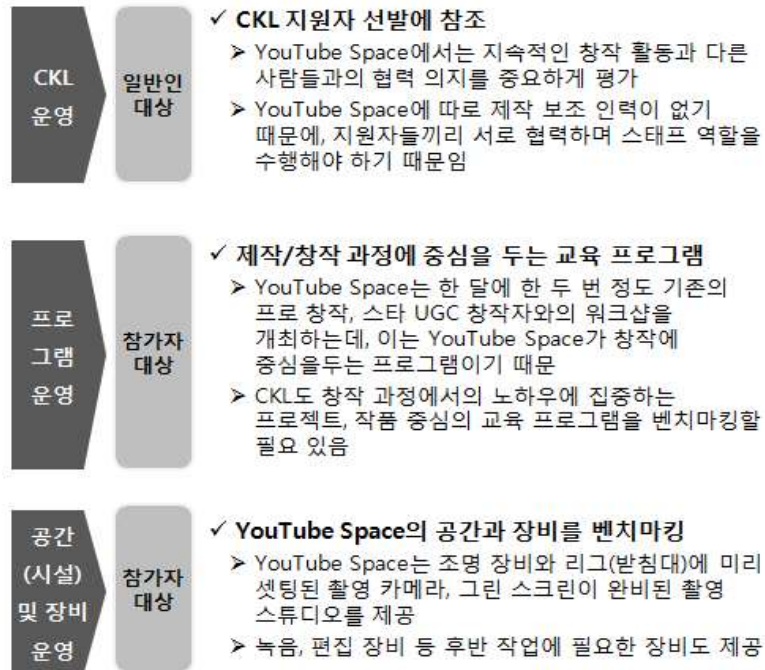 CKL
운영
일반인
대상
✓ CKL 지원자 선발에 참조
➢ YouTube Space에서는 지속적인 창작 활동과 다른
사람들과의 협력 의지를 중요하게 평가
➢ YouTube Space에 따로 제작 보조 인력이 없기
때문에, 지원자들끼리 서로 협력하며 스태프 역할을
수행해야 하기 때문임
프로
그램
운영
참가자
대상
✓ 제작/창작 과정에 중심을 두는 교육 프로그램
➢ YouTube Space는 한 달에 한 두 번 정도 기존의
프로 창작, 스타 UGC 창작자와의 워크샵을
개최하는데, 이는 YouTube Space가 창작에
중심을두는 프로그램이기 때문
➢ CKL도 창작 과정에서의 노하우에 집중하는
프로젝트, 작품 중심의 교육 프로그램을 벤치마킹할
필요 있음
공간
(시설)
및 장비
운영
참가자
대상
✓ YouTube Space의 공간과 장비를 벤치마킹
➢ YouTube Space는 조명 장비와 리그(받침대)에 미리
셋팅된 촬영 카메라, 그린 스크린이 완비된 촬영
스튜디오를 제공
➢ 녹음, 편집 장비 등 후반 작업에 필요한 장비도 제공